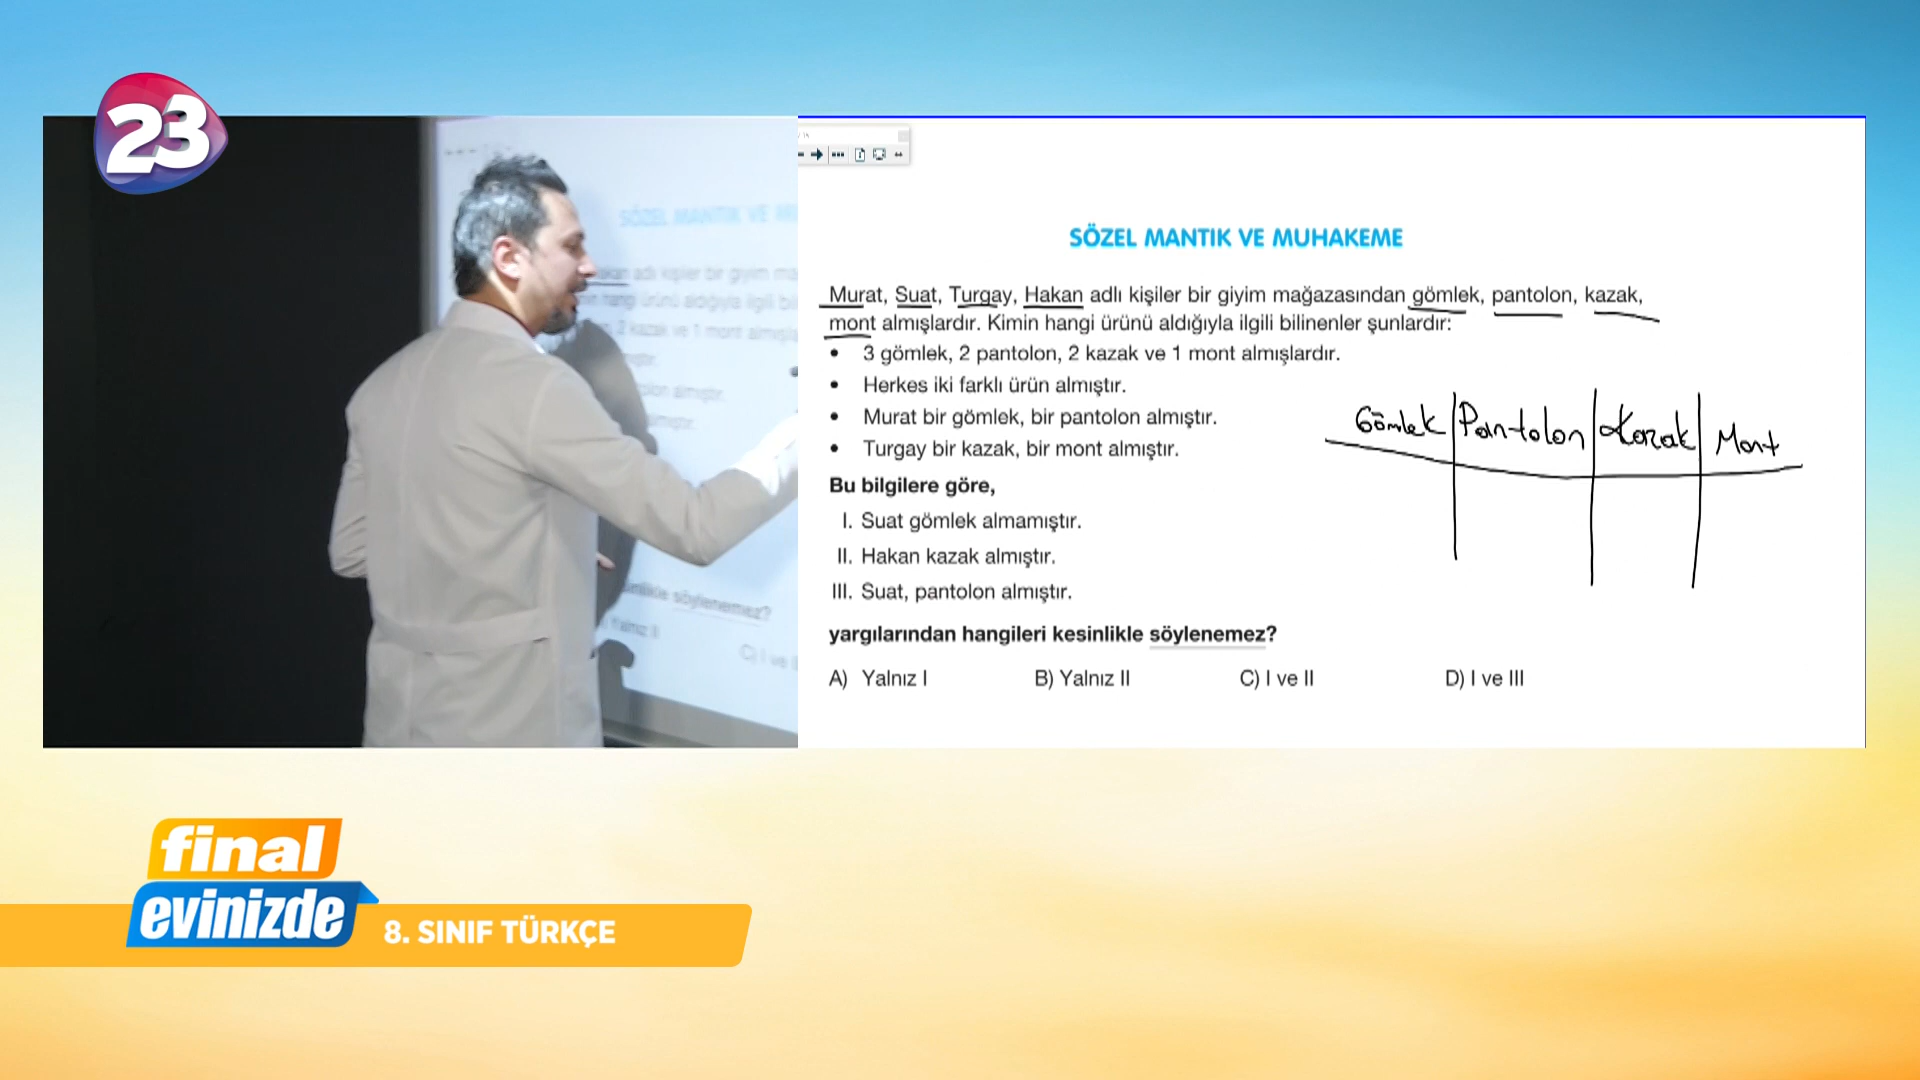 23
SÖZEL MANTIK VE MUHAKEME
Murat, Suat, Turgay, Hakan adlı kişiler bir giyim mağazasından gömlek, pantolon, kazak,
mont almışlardır. Kimin hangi ürünü aldığıyla ilgili bilinenler şunlardır:
• 3 gömlek, 2 pantolon, 2 kazak ve 1 mont almışlardır.
• Herkes iki farklı ürün almıştır.
• Murat bir gömlek, bir pantolon almıştır.
• Turgay bir kazak, bir mont almıştır.
Gömlek Pantolon Kazak Mont
Bu bilgilere göre,
I. Suat gömlek almamıştır.
II. Hakan kazak almıştır.
III. Suat, pantolon almıştır.
yargılarından hangileri kesinlikle söylenemez?
A) Yalnız I B) Yalnız II C) I ve II D) I ve III
final
evinizde
8. SINIF TÜRKÇE